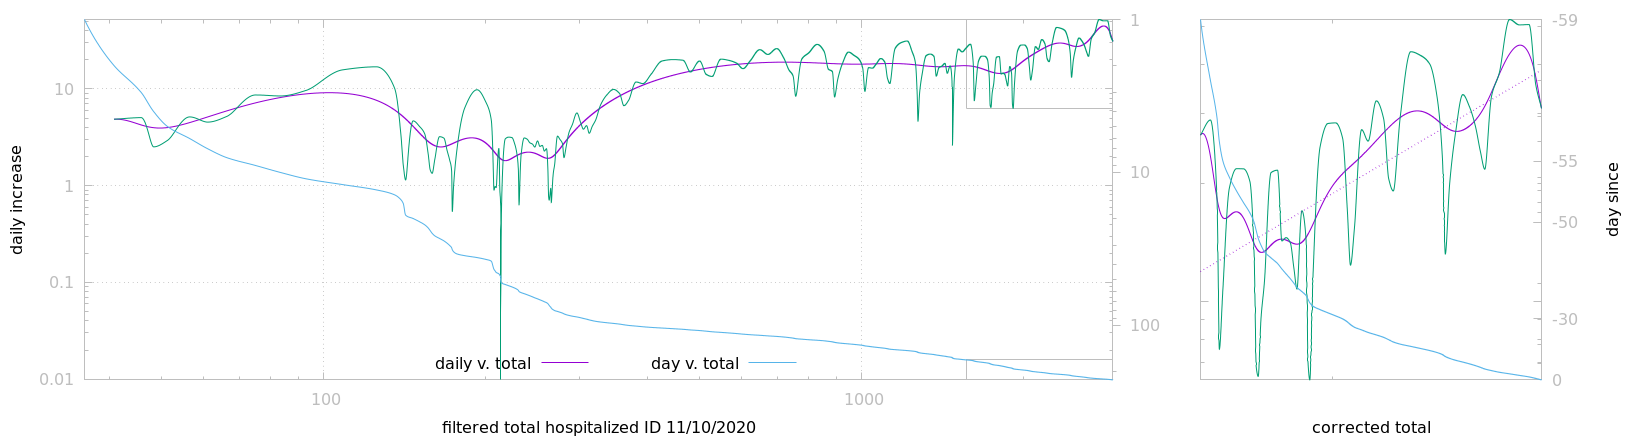 daily increase
10
1
0.1
0.01
100
1000
1
10
100
daily v. total
day v. total
filtered total hospitalized ID 11/10/2020
-59
-55
-50
-30
0
day since
corrected total